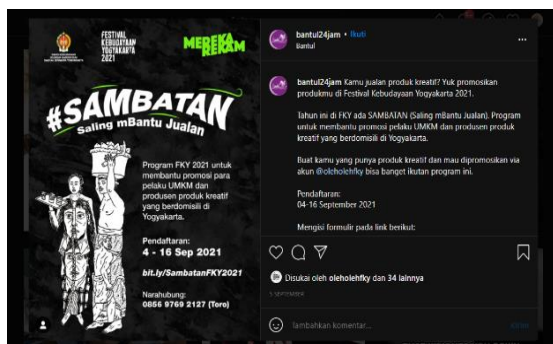 FESTIVAL
KEBUDAYAAN
YOGYAKARTA
2021
MEREKA
REKAM
#SAMBATAN
Saling mBantu Jualan
Program FKY 2021 untuk
membantu promosi para
pelaku UMKM dan
produsen produk kreatif
yang berdomisili di
Yogyakarta.
Pendaftaran:
4 - 16 Sep 2021
bit.ly/SambatanFKY2021
Narahubung:
0856 9769 2127 (Toro)
bantul24jam • Ikuti
Bantul
bantul24jam Kamu jualan produk kreatif? Yuk promosikan
produkmu di Festival Kebudayaan Yogyakarta 2021.
Tahun ini di FKY ada SAMBATAN (Saling mBantu Jualan). Program
untuk membantu promosi pelaku UMKM dan produsen produk
kreatif yang berdomisili di Yogyakarta.
Buat kamu yang punya produk kreatif dan mau dipromosikan via
akun @oleholehfky bisa banget ikutan program ini.
Pendaftaran:
04-16 September 2021
Mengisi formulir pada link berikut:
Disukai oleh oleholehfky dan 34 lainnya
5 SEPTEMBER
Tambahkan komentar...